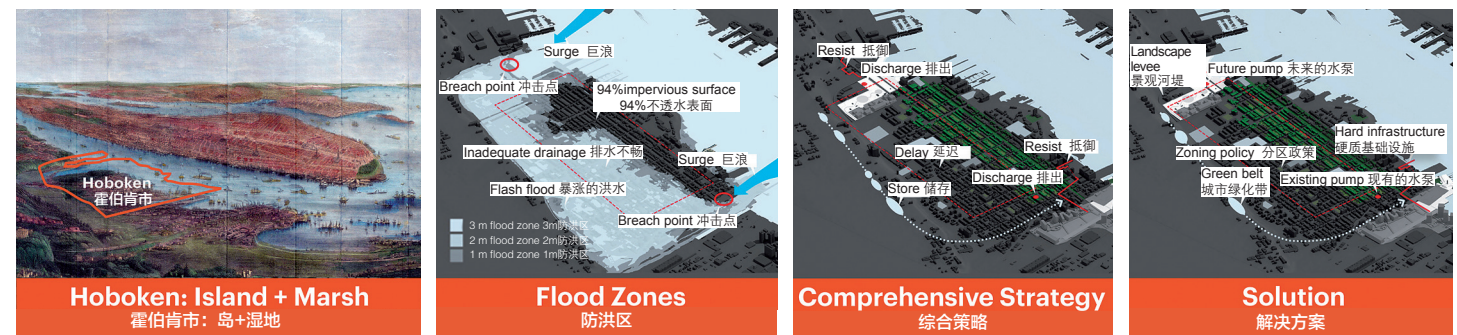 Hoboken
霍伯肯市
Hoboken: Island + Marsh
霍伯肯市：岛+湿地
Surge 巨浪
Breach point 冲击点
94%impervious surface
94%不透水表面
Inadequate drainage 排水不畅
Surge 巨浪
Flash flood 暴涨的洪水
Breach point 冲击点
3 m flood zone 3m防洪区
2 m flood zone 2m防洪区
1 m flood zone 1m防洪区
Flood Zones
防洪区
Resist 抵御
Discharge 排出
Delay 延迟
Resist 抵御
Discharge 排出
Store 储存
Comprehensive Strategy
综合策略
Landscape
levee
景观河堤
Future pump 未来的水泵
Hard infrastructure
硬质基础设施
Zoning policy 分区政策
Green belt
城市绿化带
Existing pump 现有的水泵
Solution
解决方案